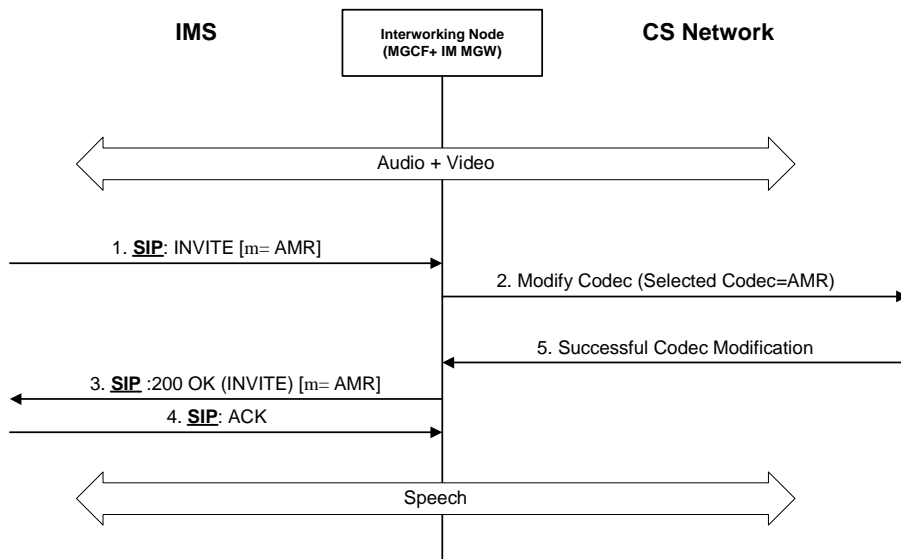 IMS
Interworking Node
(MGCF+ IM MGW)
CS Network
Audio + Video
1. SIP: INVITE [m= AMR]
2. Modify Codec (Selected Codec=AMR)
5. Successful Codec Modification
3. SIP :200 OK (INVITE) [m= AMR]
4. SIP: ACK
Speech